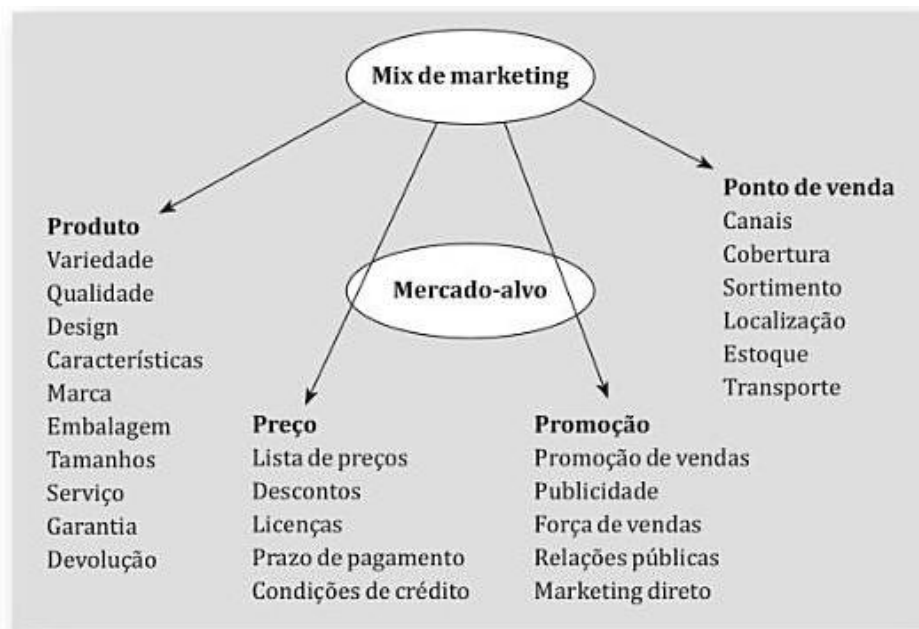 Mix de marketing
Produto
Variedade
Qualidade
Design
Características
Marca
Embalagem
Tamanhos
Serviço
Garantia
Devolução
Mercado-alvo
Preço
Lista de preços
Descontos
Licenças
Prazo de pagamento
Condições de crédito
Promoção
Promoção de vendas
Publicidade
Força de vendas
Relações públicas
Marketing direto
Ponto de venda
Canais
Cobertura
Sortimento
Localização
Estoque
Transporte